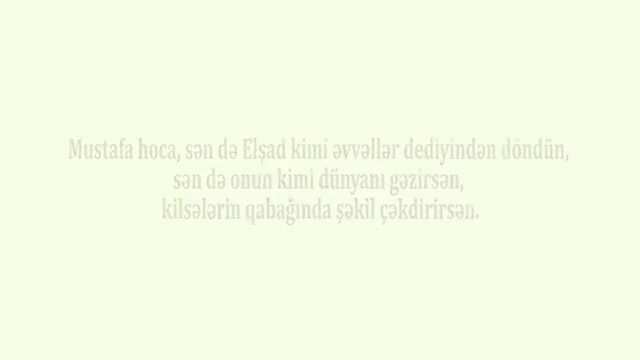 Mustafa hoca, sən də Elşad kimi əvvəllər dediyindən döndün,
sən də onun kimi dünyanı gəzirsən,
kilsələrin qabağında şəkil çəkdirirsən.